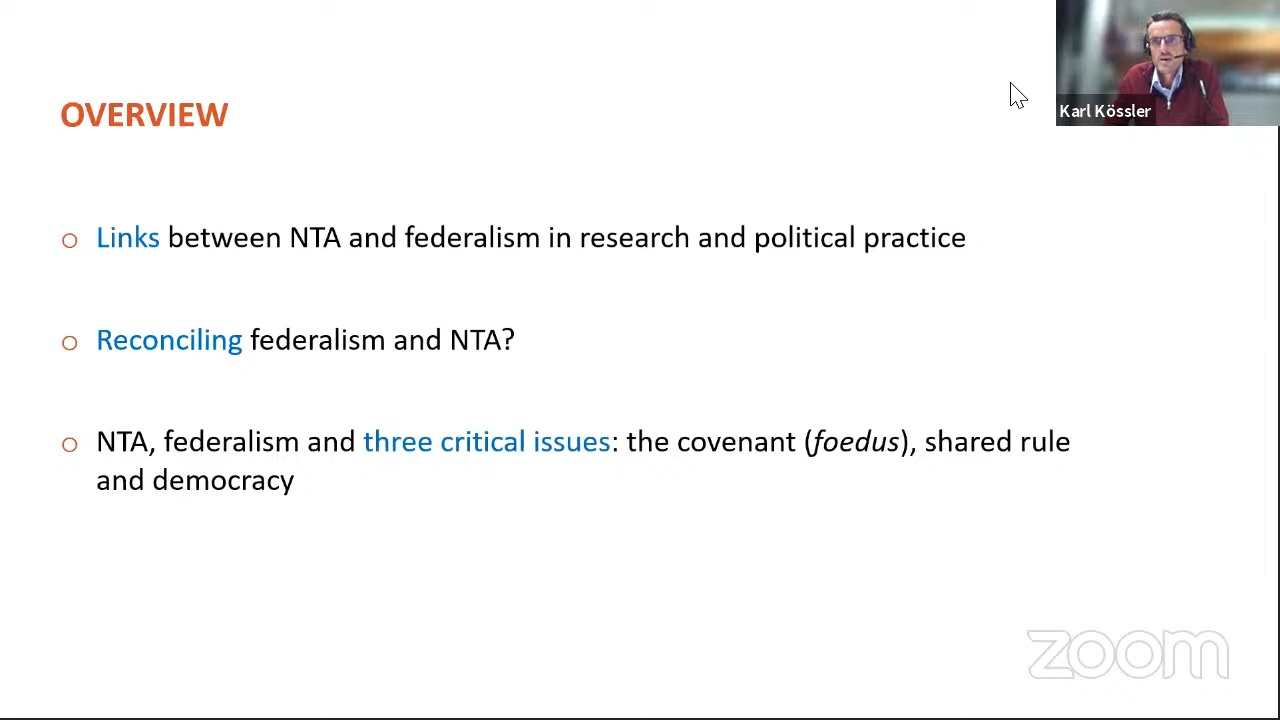 Karl Kössler
OVERVIEW
o Links between NTA and federalism in research and political practice
o Reconciling federalism and NTA?
o NTA, federalism and three critical issues: the covenant (foedus), shared rule
and democracy
zoom